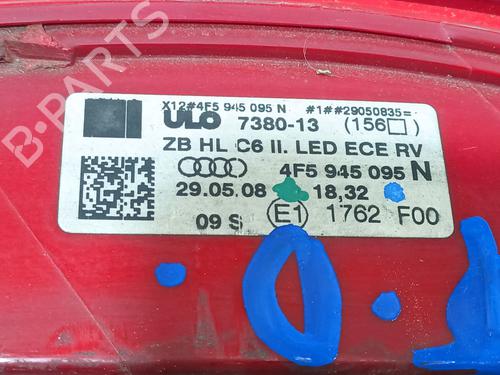 X12#4F5 945 095 N #1##29050835=
ULO 7380-13 (156□)
ZB HL C6 II. LED ECE RV
4F5 945 095 N
29.05.08 18,32
09 S E1 1762 F00
B-PARTS